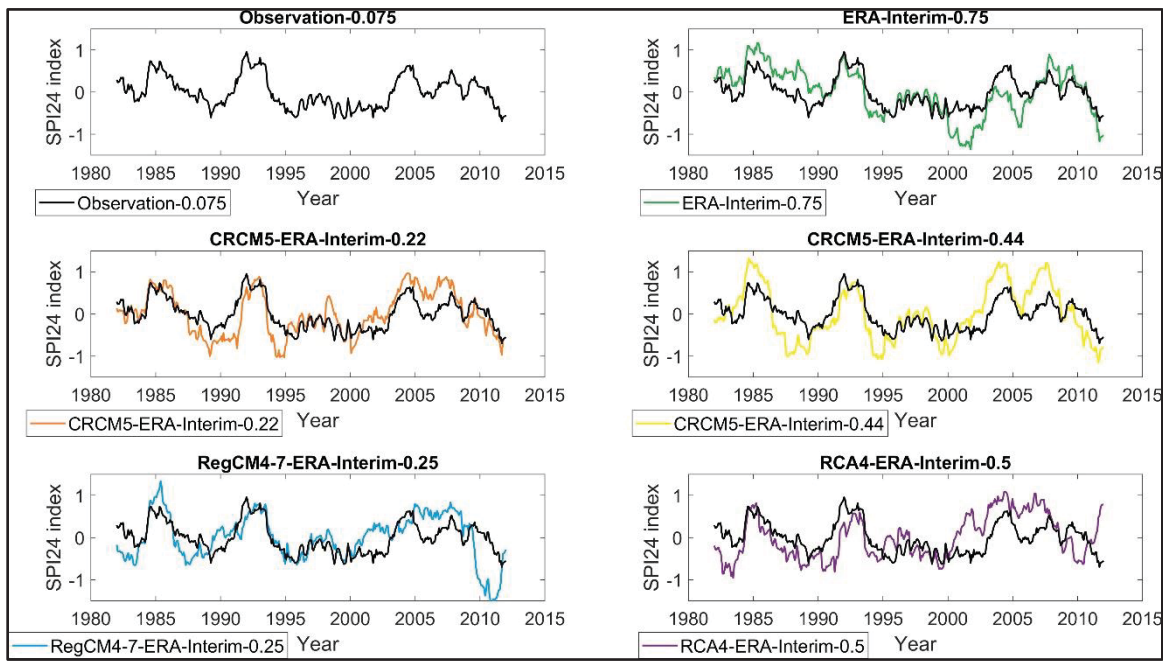 Observation-0.075
SPI24 index
1
0
-1
1980 1985 1990 1995 2000 2005 2010 2015
Year
Observation-0.075
ERA-Interim-0.75
SPI24 index
1
0
-1
1980 1985 1990 1995 2000 2005 2010 2015
Year
ERA-Interim-0.75
CRCM5-ERA-Interim-0.22
SPI24 index
1
0
-1
1980 1985 1990 1995 2000 2005 2010 2015
Year
CRCM5-ERA-Interim-0.22
CRCM5-ERA-Interim-0.44
SPI24 index
1
0
-1
1980 1985 1990 1995 2000 2005 2010 2015
Year
CRCM5-ERA-Interim-0.44
RegCM4-7-ERA-Interim-0.25
SPI24 index
1
0
-1
1980 1985 1990 1995 2000 2005 2010 2015
Year
RegCM4-7-ERA-Interim-0.25
RCA4-ERA-Interim-0.5
SPI24 index
1
0
-1
1980 1985 1990 1995 2000 2005 2010 2015
Year
RCA4-ERA-Interim-0.5